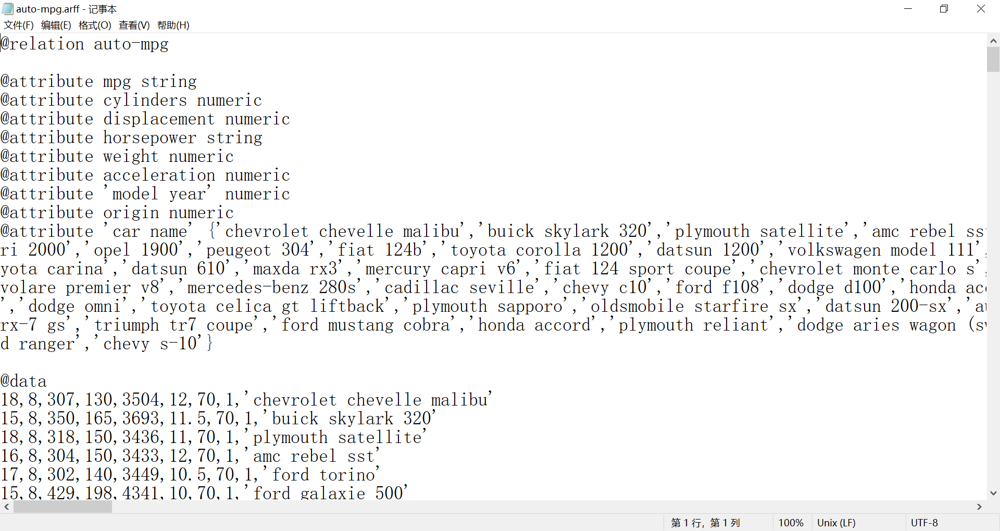 auto-mpg.arff - 记事本
文件(F) 编辑(E) 格式(O) 查看(V) 帮助(H)
@relation auto-mpg
@attribute mpg string
@attribute cylinders numeric
@attribute displacement numeric
@attribute horsepower string
@attribute weight numeric
@attribute acceleration numeric
@attribute 'model year' numeric
@attribute origin numeric
@attribute 'car name' {'chevrolet chevelle malibu','buick skylark 320','plymouth satellite','amc rebel ss
ri 2000','opel 1900','peugeot 304','fiat 124b','toyota corolla 1200','datsun 1200','volkswagen model 111',
yota carina','datsun 610','maxda rx3','mercury capri v6','fiat 124 sport coupe','chevrolet monte carlo s',
volare premier v8','mercedes-benz 280s','cadillac seville','chevy c10','ford f108','dodge d100','honda acc
','dodge omni','toyota celica gt liftback','plymouth sapporo','oldsmobile starfire sx','datsun 200-sx','au
rx-7 gs','triumph tr7 coupe','ford mustang cobra','honda accord','plymouth reliant','dodge aries wagon (sw
d ranger','chevy s-10'}
@data
18,8,307,130,3504,12,70,1,'chevrolet chevelle malibu'
15,8,350,165,3693,11.5,70,1,'buick skylark 320'
18,8,318,150,3436,11,70,1,'plymouth satellite'
16,8,304,150,3433,12,70,1,'amc rebel sst'
17,8,302,140,3449,10.5,70,1,'ford torino'
15,8,429,198,4341,10,70,1,'ford galaxie 500'
第 1 行，第 1 列 100% Unix (LF) UTF-8